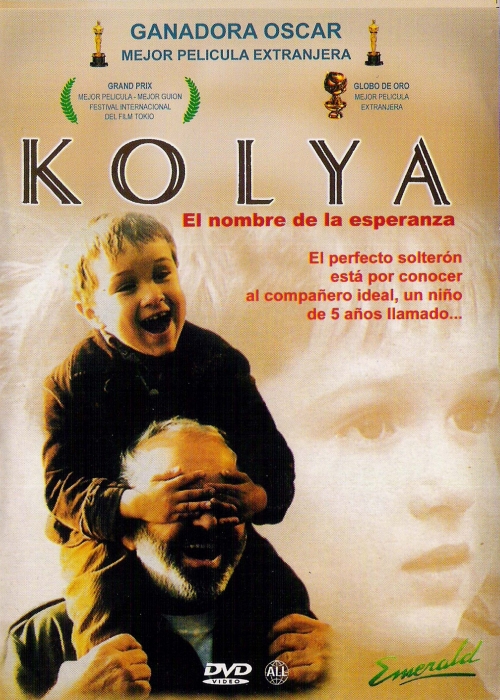 GANADORA OSCAR
MEJOR PELICULA EXTRANJERA
GRAND PRIX
MEJOR PELICULA - MEJOR GUION
FESTIVAL INTERNACIONAL
DEL FILM TOKIO
GLOBO DE ORO
MEJOR PELICULA
EXTRANJERA
KOLYA
El nombre de la esperanza
El perfecto solterón
está por conocer
al compañero ideal, un niño
de 5 años llamado...
DVD
VIDEO
ALL
Emerald